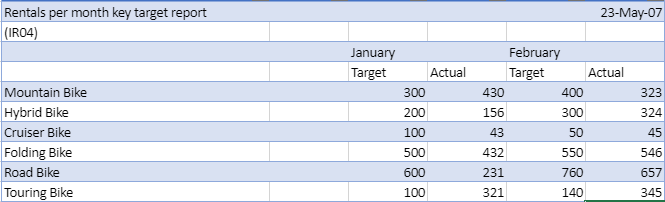 Rentals per month key target report 23-May-07
(IR04)
January February
Target Actual Target Actual
Mountain Bike 300 430 400 323
Hybrid Bike 200 156 300 324
Cruiser Bike 100 43 50 45
Folding Bike 500 432 550 546
Road Bike 600 231 760 657
Touring Bike 100 321 140 345